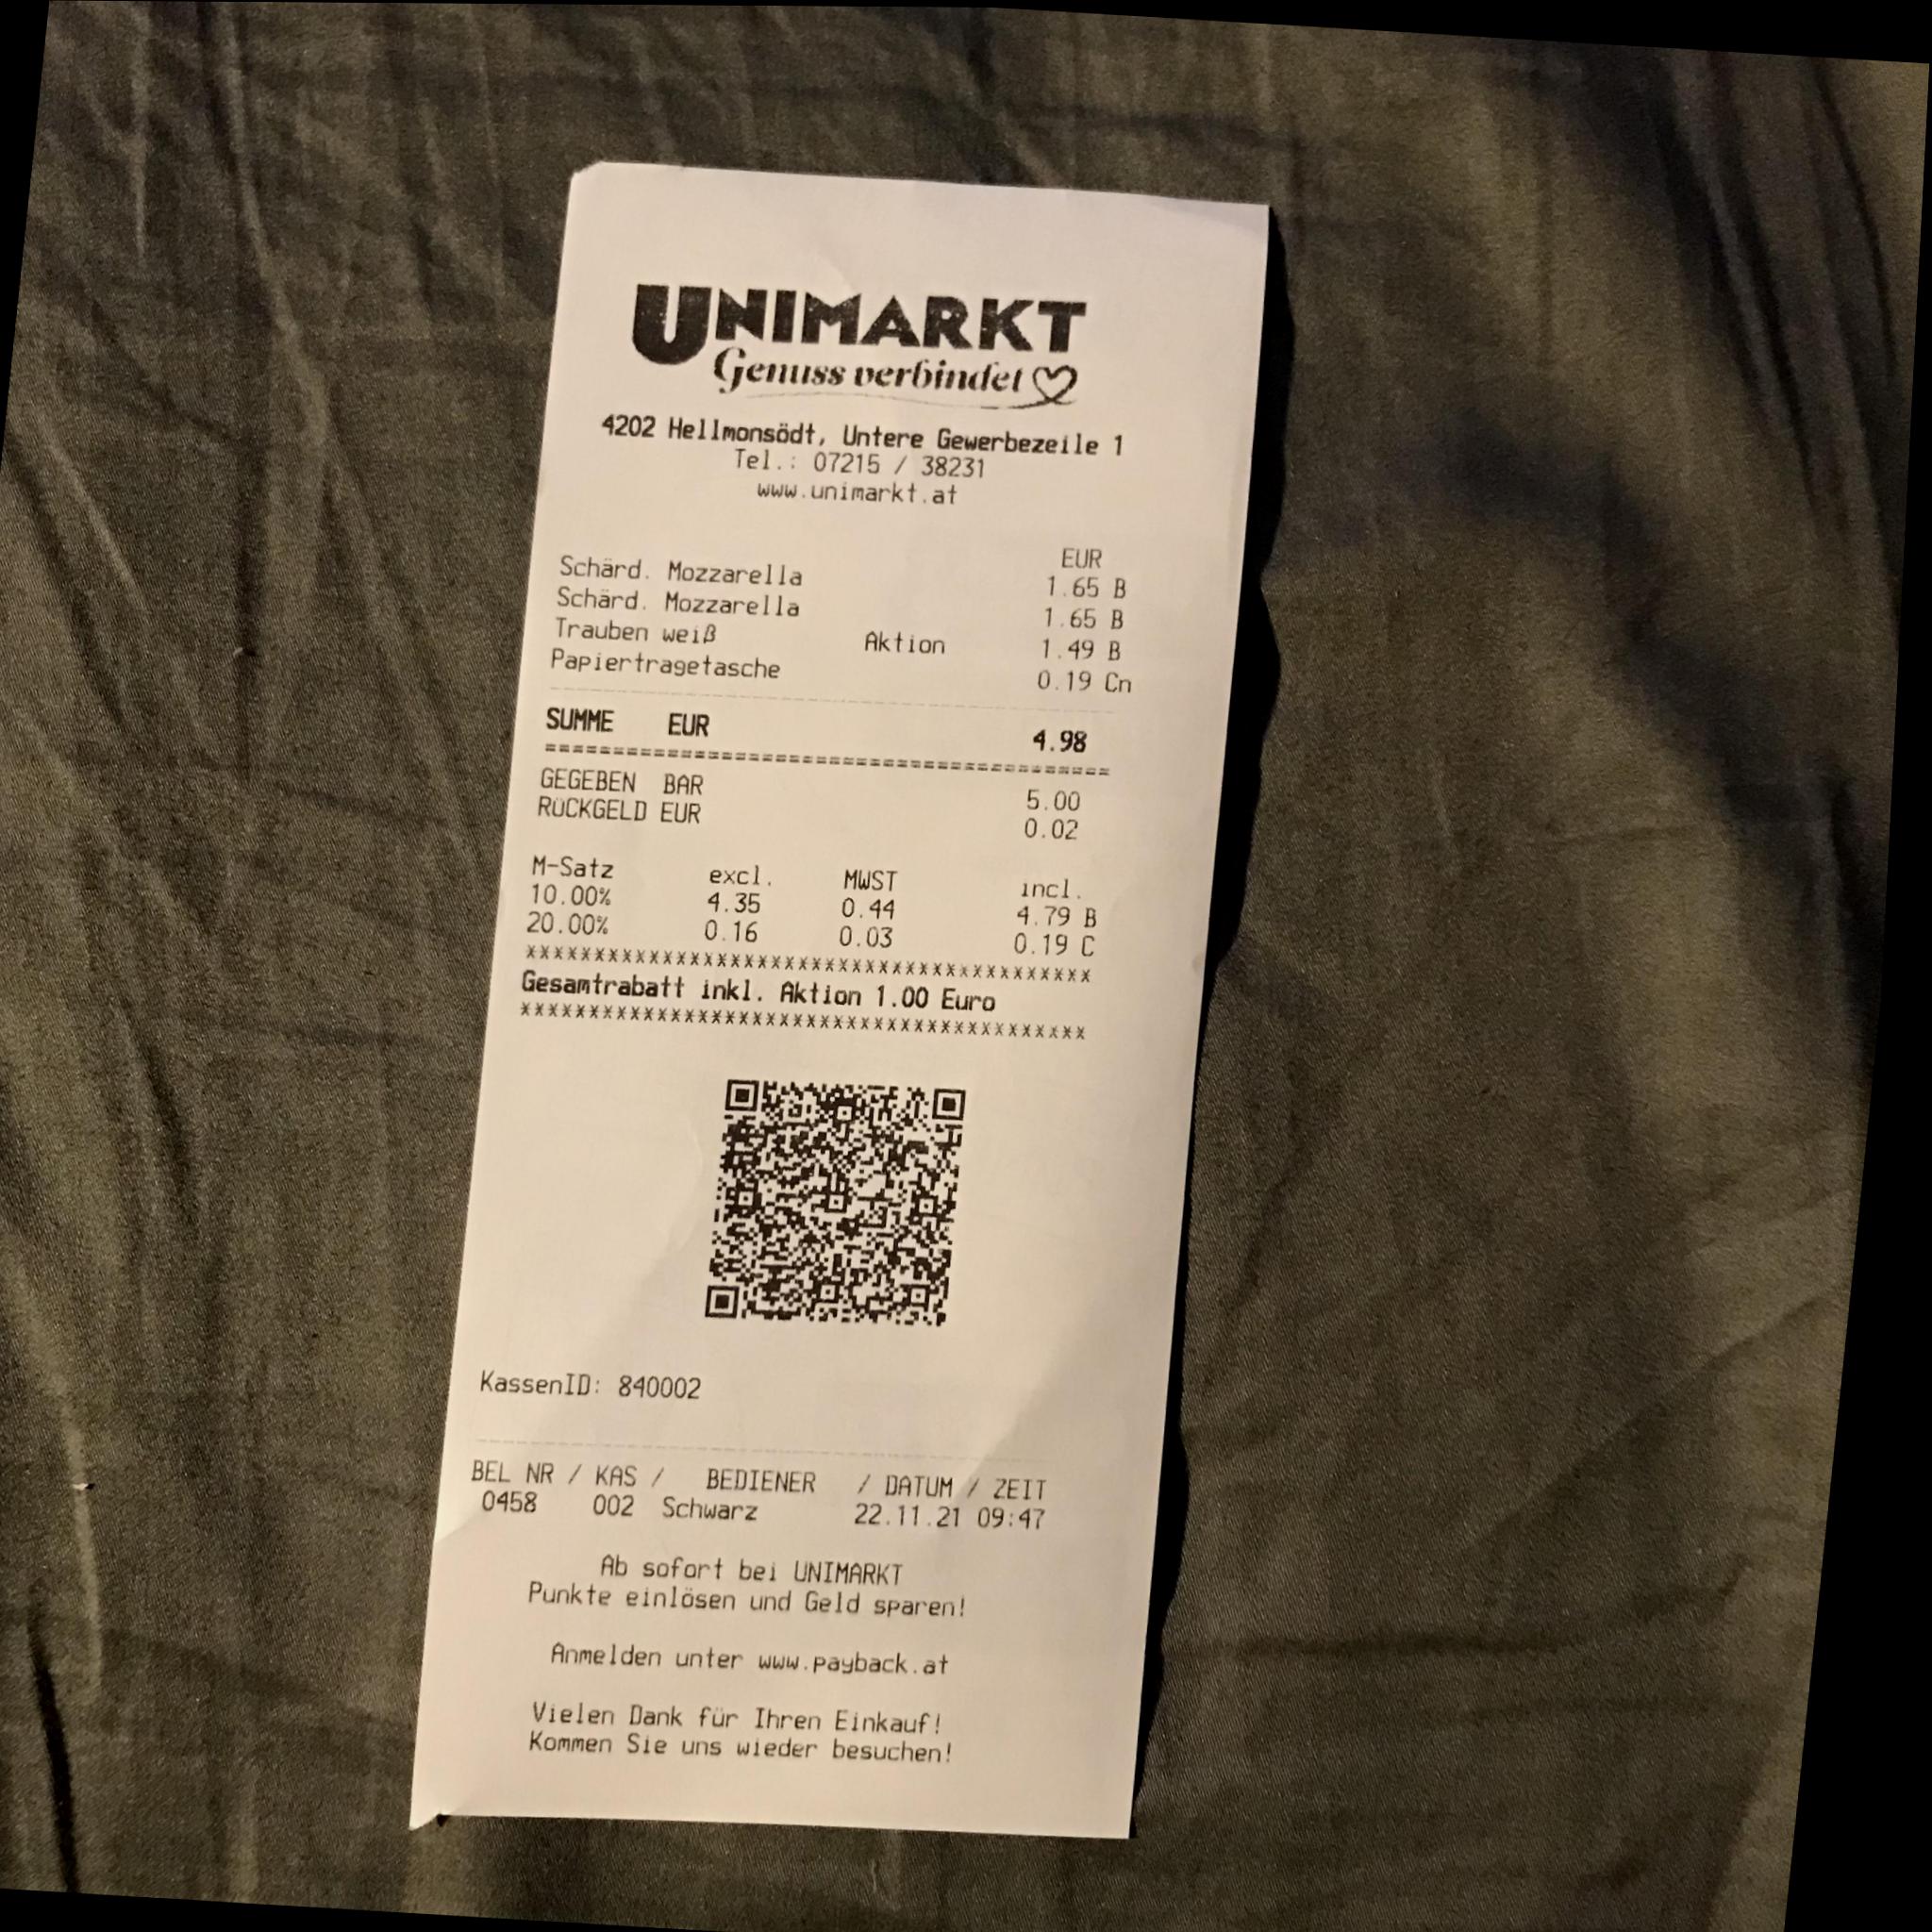 UNIMARKT
Genuss verbindet
4202 Hellmonsödt, Untere Gewerbezeile 1
Tel.: 07215 / 38231
www.unimarkt.at
EUR
Schärd. Mozzarella 1.65 B
Schärd. Mozzarella 1.65 B
Trauben weiß Aktion 1.49 B
Papiertragetasche 0.19 Cn
SUMME EUR 4.98
============================================
GEGEBEN BAR 5.00
RÜCKGELD EUR 0.02
M-Satz excl. MWST incl.
10.00% 4.35 0.44 4.79 B
20.00% 0.16 0.03 0.19 C
******************************************
Gesamtrabatt inkl. Aktion 1.00 Euro
******************************************
KassenID: 840002
BEL NR / KAS / BEDIENER / DATUM / ZEIT
0458 002 Schwarz 22.11.21 09:47
Ab sofort bei UNIMARKT
Punkte einlösen und Geld sparen!
Anmelden unter www.payback.at
Vielen Dank für Ihren Einkauf!
Kommen Sie uns wieder besuchen!